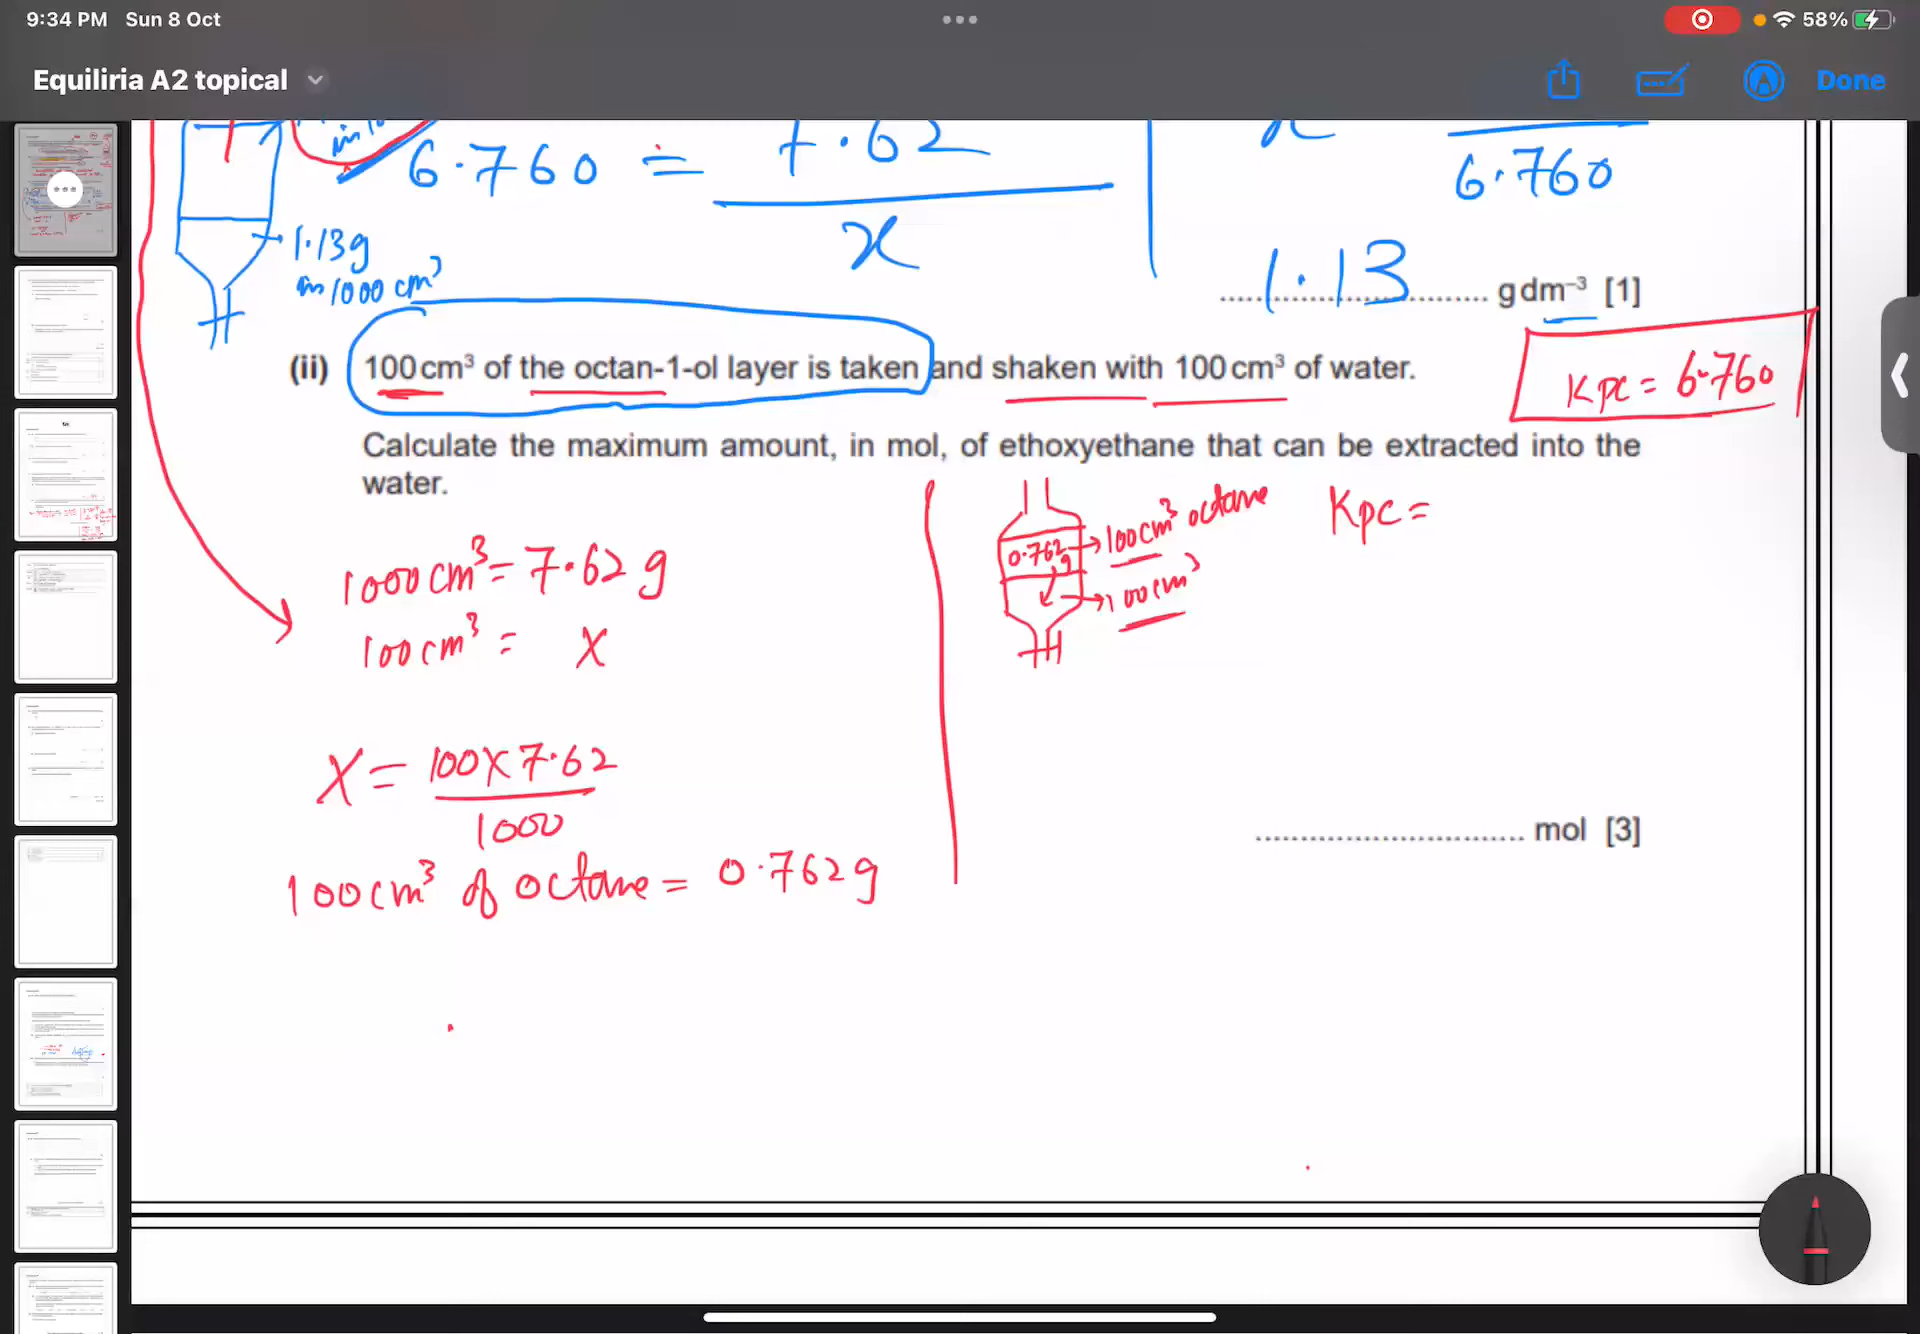 9:34 PM Sun 8 Oct
58%
Equiliria A2 topical
Done
6.760 = 7.62
x
6.760
1.13g
in 1000 cm³
1.13 gdm⁻³ [1]
(ii) 100 cm³ of the octan-1-ol layer is taken and shaken with 100 cm³ of water.
Kpc = 6.760
Calculate the maximum amount, in mol, of ethoxyethane that can be extracted into the
water.
1000 cm³ = 7.62 g
100 cm³ = X
X = 100 X 7.62
1000
100 cm³ of octane = 0.762g
0.762 g
100 cm³ octane
100 cm³
Kpc =
mol [3]